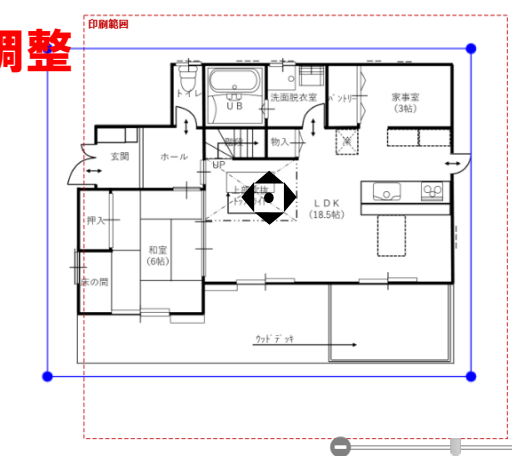 印刷範囲
調整
トイレ
UB
洗面脱衣室
パントリー
家事室
(3帖)
玄関
ホール
階段
物入
UP
LDK
(18.5帖)
押入
和室
(6帖)
床の間
ウッドデッキ